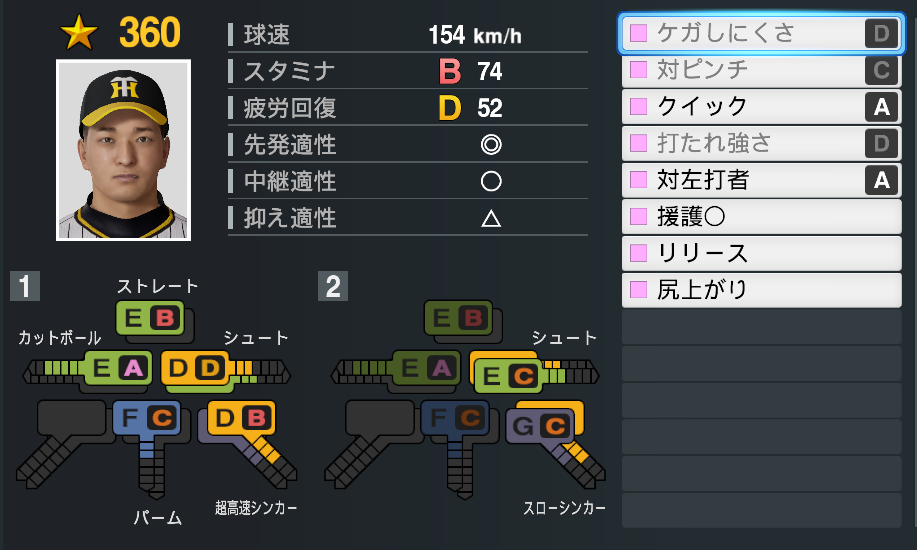 ★ 360
球速 154 km/h
スタミナ B 74
疲労回復 D 52
先発適性 ◎
中継適性 ○
抑え適性 △
ケガしにくさ D
対ピンチ C
クイック A
打たれ強さ D
対左打者 A
援護○
リリース
尻上がり
1
ストレート
E B
カットボール
E A
シュート
D D
F C
D B
パーム
超高速シンカー
2
E B
シュート
E A
E C
F C
G C
スローシンカー